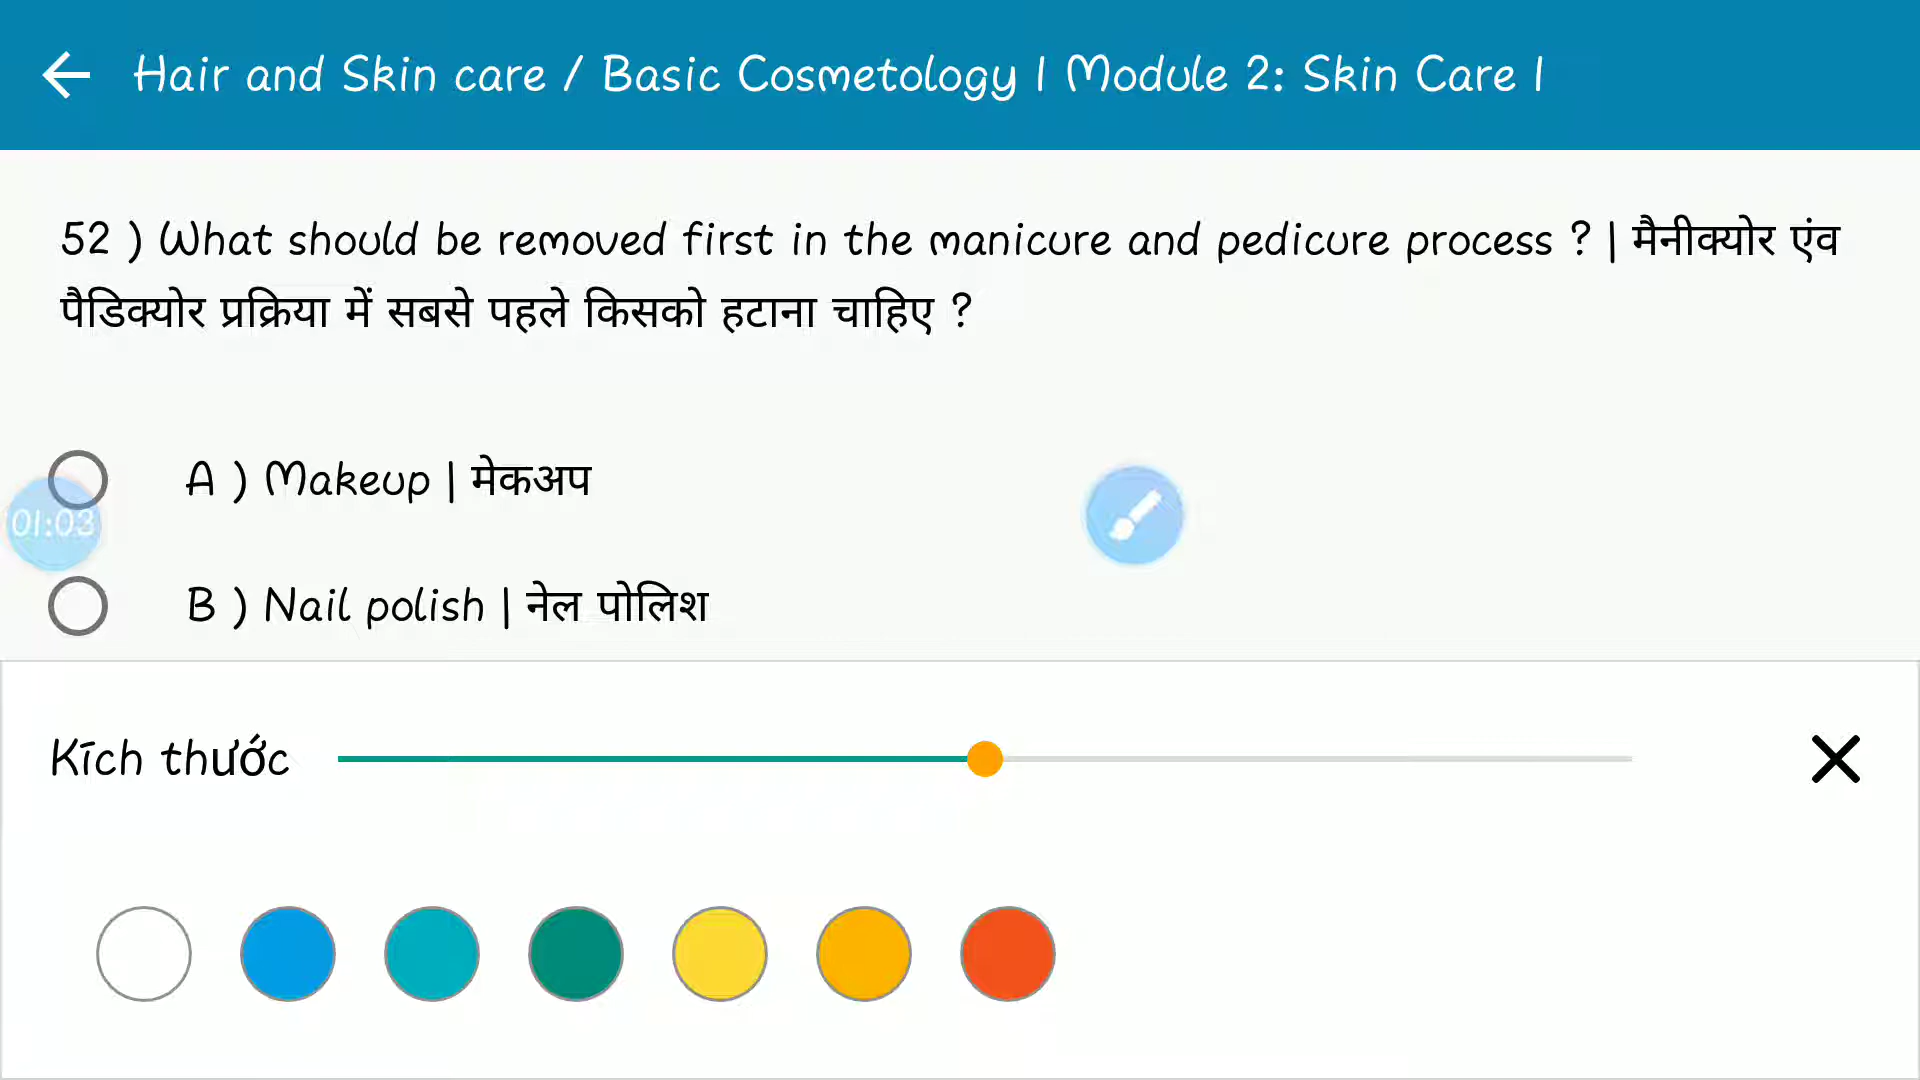 Hair and Skin care / Basic Cosmetology | Module 2: Skin Care |
52 ) What should be removed first in the manicure and pedicure process ? | मैनीक्योर एंव
पैडिक्योर प्रक्रिया में सबसे पहले किसको हटाना चाहिए ?
A ) Makeup | मेकअप
01:03
B ) Nail polish | नेल पोलिश
Kích thước